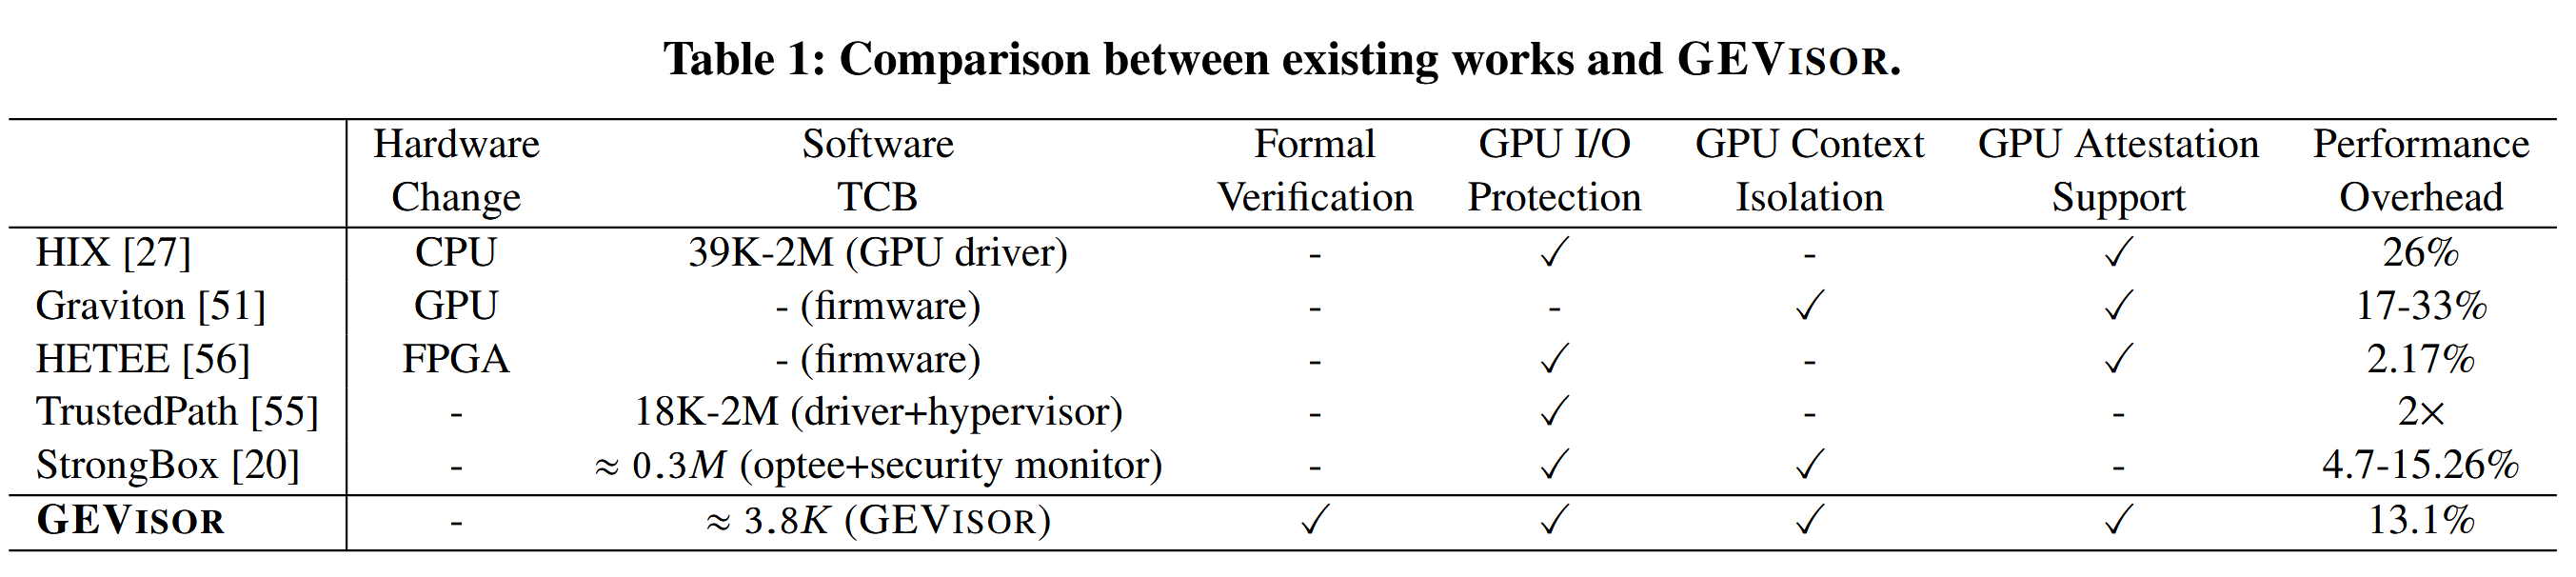 Table 1: Comparison between existing works and GEVISOR.
Hardware Software Formal GPU I/O GPU Context GPU Attestation Performance
Change TCB Verification Protection Isolation Support Overhead
HIX [27] CPU 39K-2M (GPU driver) - ✓ - ✓ 26%
Graviton [51] GPU - (firmware) - - ✓ ✓ 17-33%
HETEE [56] FPGA - (firmware) - ✓ - ✓ 2.17%
TrustedPath [55] - 18K-2M (driver+hypervisor) - ✓ - - 2×
StrongBox [20] - ≈ 0.3M (optee+security monitor) - ✓ ✓ - 4.7-15.26%
GEVISOR - ≈ 3.8K (GEVISOR) ✓ ✓ ✓ ✓ 13.1%